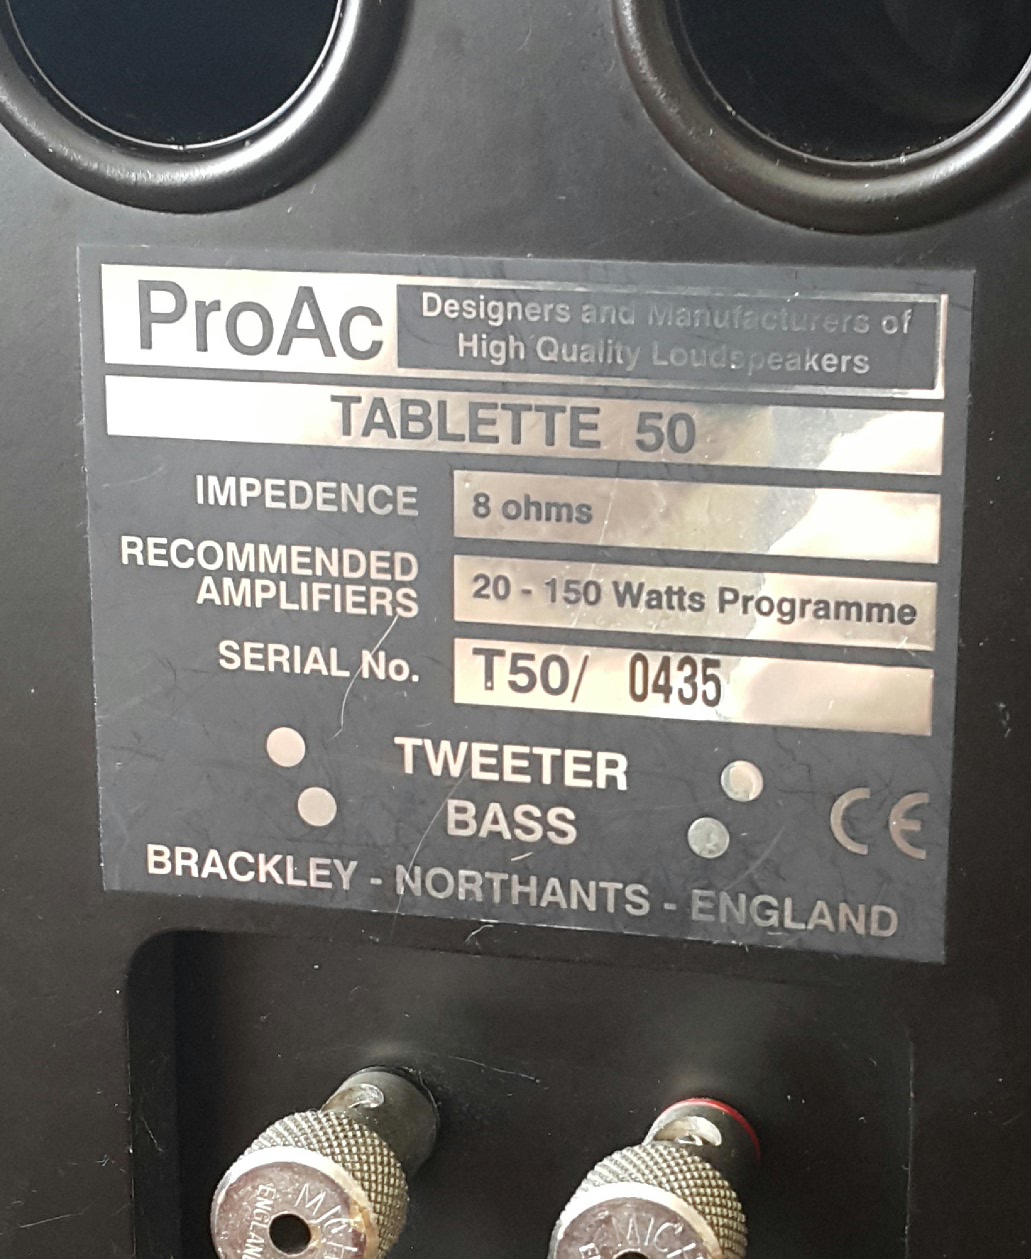 ProAc
Designers and Manufacturers of
High Quality Loudspeakers
TABLETTE 50
IMPEDENCE 8 ohms
RECOMMENDED
AMPLIFIERS 20 - 150 Watts Programme
SERIAL No. T50/ 0435
TWEETER
BASS
CE
BRACKLEY - NORTHANTS - ENGLAND
ENGLAND